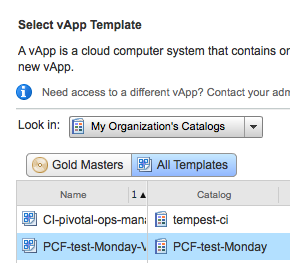 Select vApp Template
A vApp is a cloud computer system that contains or
new vApp.
Need access to a different vApp? Contact your adm
Look in: My Organization's Catalogs
Gold Masters All Templates
Name 1 Catalog
CI-pivotal-ops-mana tempest-ci
PCF-test-Monday-V PCF-test-Monday